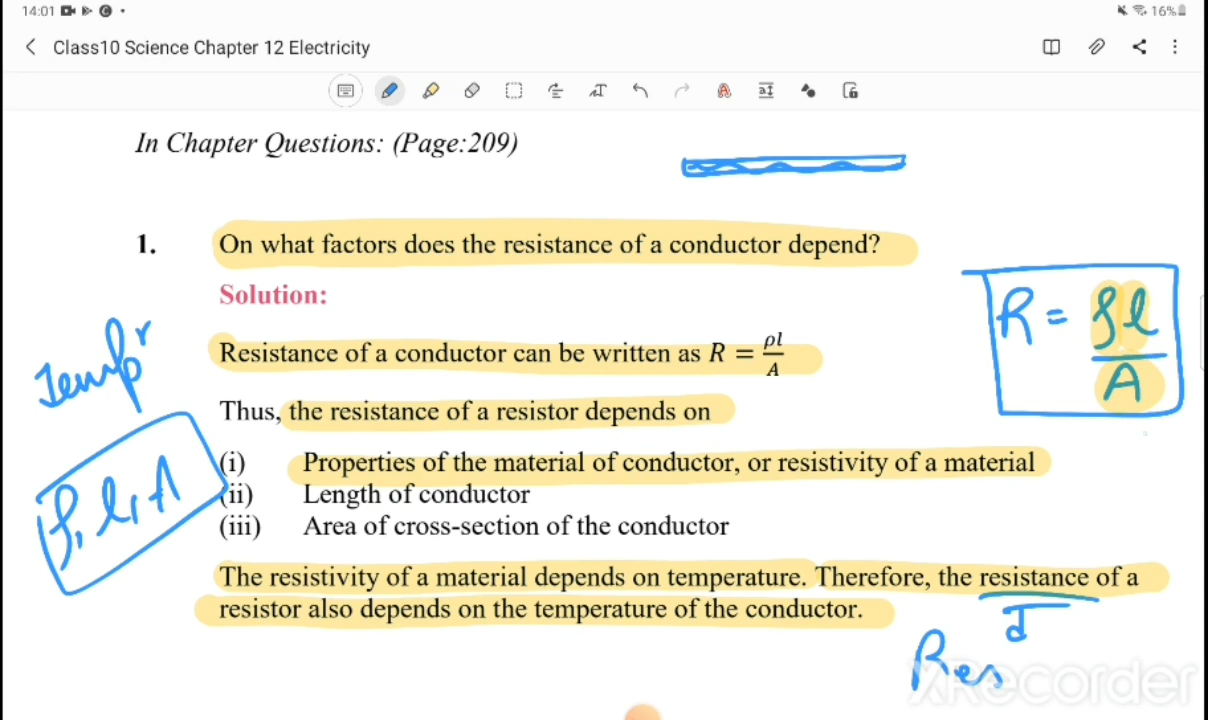 14:01
16%
Class10 Science Chapter 12 Electricity
In Chapter Questions: (Page:209)
1. On what factors does the resistance of a conductor depend?
Solution:
R = ρl/A
Resistance of a conductor can be written as R = ρl/A
Temp^r
Thus, the resistance of a resistor depends on
(i) Properties of the material of conductor, or resistivity of a material
(ii) Length of conductor
(iii) Area of cross-section of the conductor
ρ, l, A
The resistivity of a material depends on temperature. Therefore, the resistance of a
resistor also depends on the temperature of the conductor.
Res
XRecorder